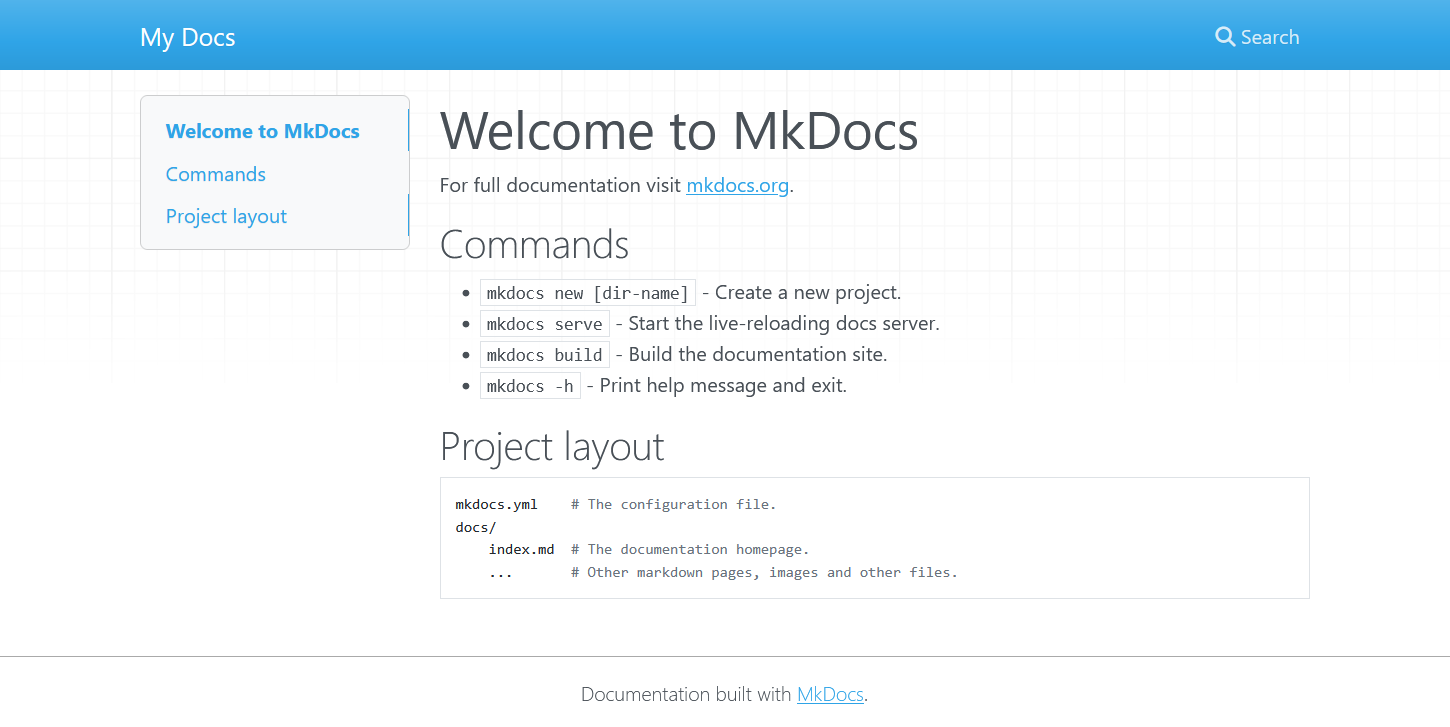 My Docs
Search
Welcome to MkDocs
Commands
Project layout
Welcome to MkDocs
For full documentation visit mkdocs.org.
Commands
mkdocs new [dir-name] - Create a new project.
mkdocs serve - Start the live-reloading docs server.
mkdocs build - Build the documentation site.
mkdocs -h - Print help message and exit.
Project layout
mkdocs.yml    # The configuration file.
docs/
    index.md  # The documentation homepage.
    ...       # Other markdown pages, images and other files.
Documentation built with MkDocs.